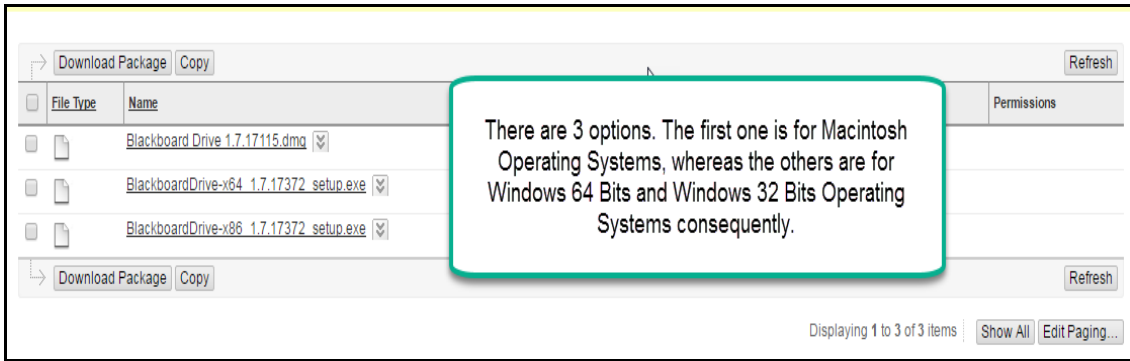 Download Package Copy Refresh
File Type Name Permissions
Blackboard Drive 1.7.17115.dmg
BlackboardDrive-x64_1.7.17372_setup.exe
BlackboardDrive-x86_1.7.17372_setup.exe
There are 3 options. The first one is for Macintosh
Operating Systems, whereas the others are for
Windows 64 Bits and Windows 32 Bits Operating
Systems consequently.
Download Package Copy Refresh
Displaying 1 to 3 of 3 items Show All Edit Paging...